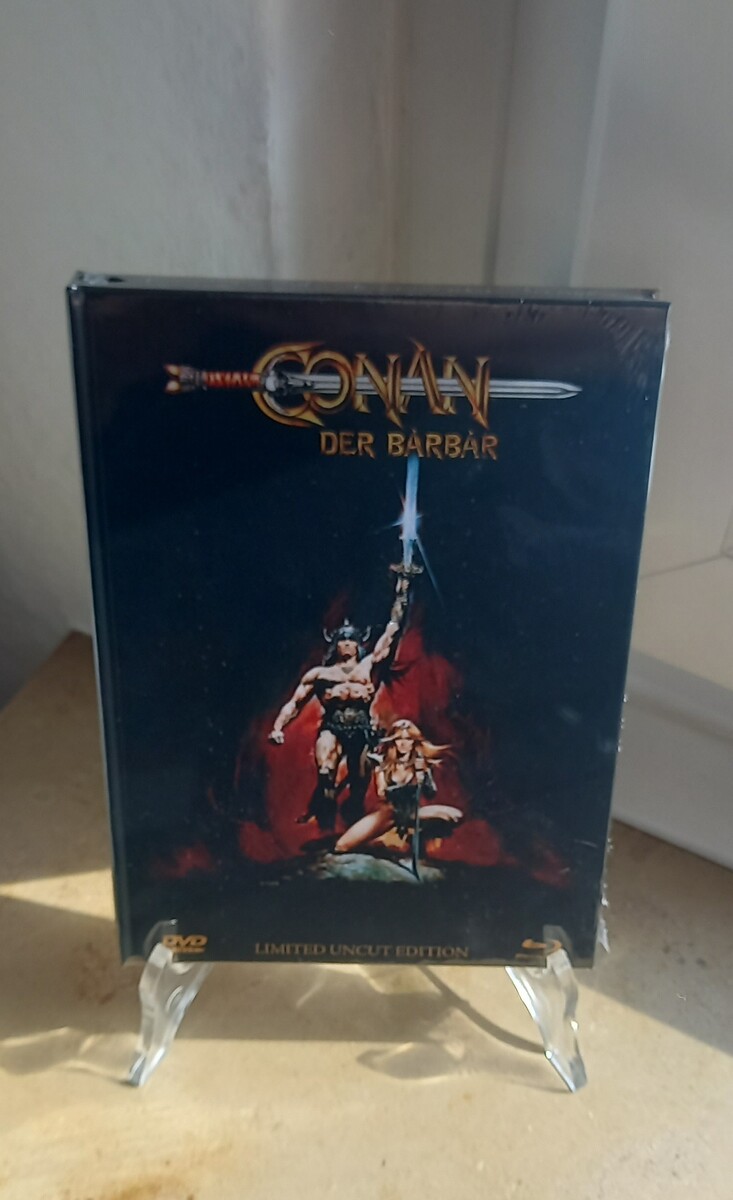 CONAN
DER BARBAR
DVD
LIMITED UNCUT EDITION